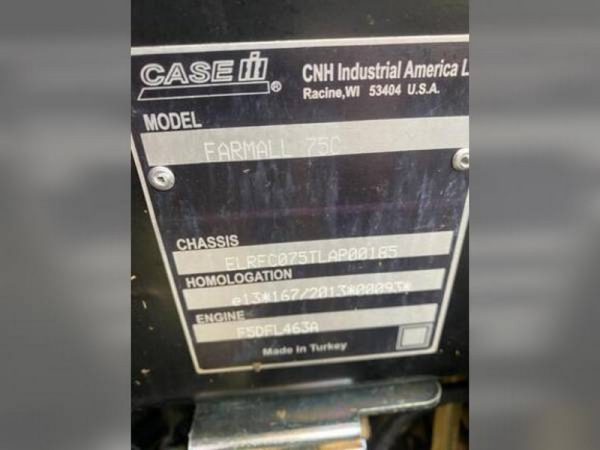 CASE IH®
CNH Industrial America L
Racine,WI 53404 U.S.A.
MODEL
FARMALL 75C
CHASSIS
ELRFC075TLAP00185
HOMOLOGATION
e13*167/2013*00093*
ENGINE
F5DFL463A
Made in Turkey